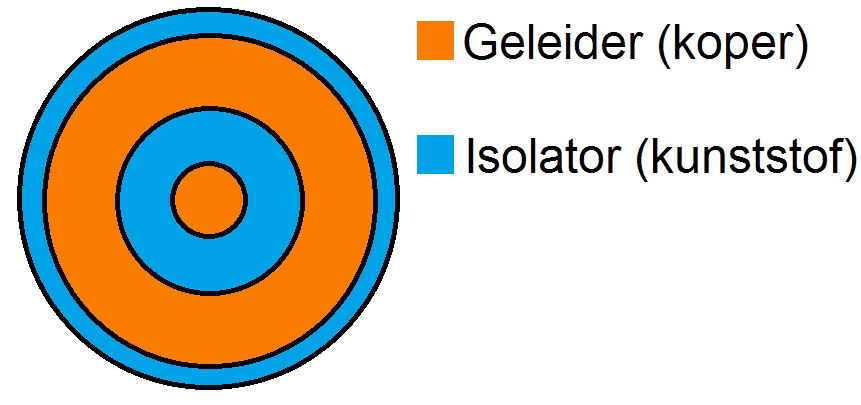 Geleider (koper)
Isolator (kunststof)